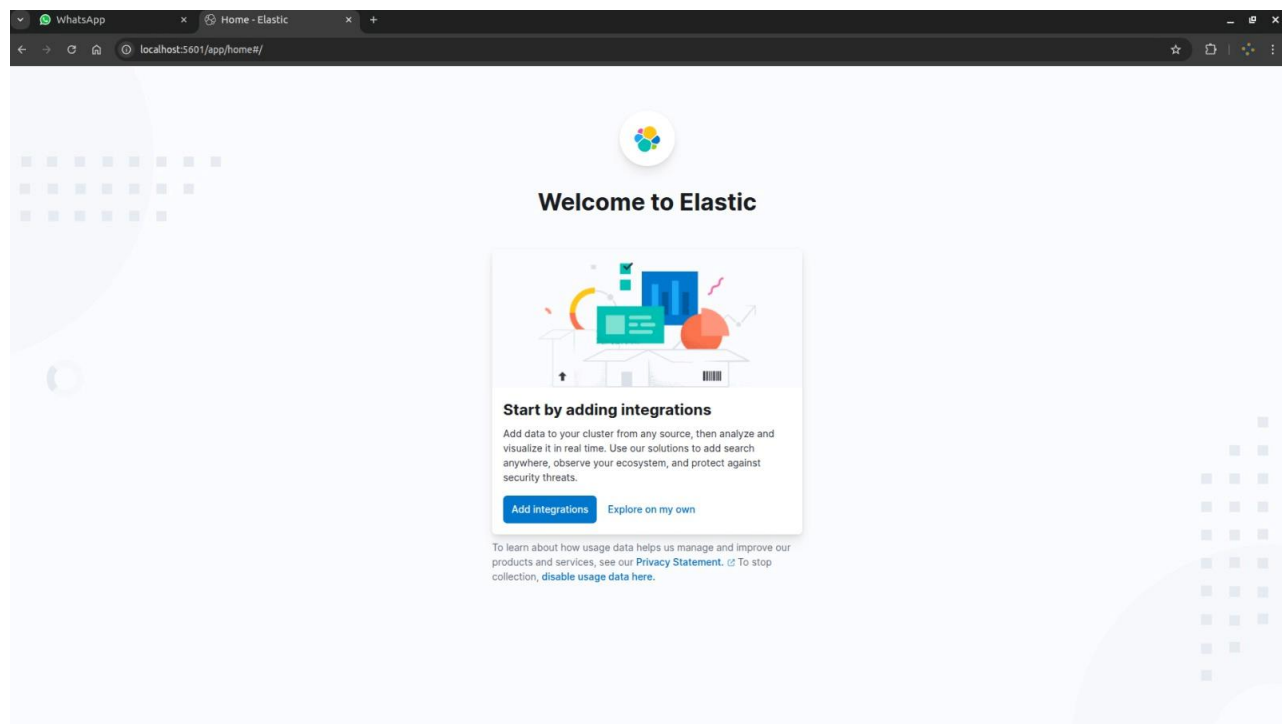 WhatsApp
Home - Elastic
localhost:5601/app/home#/
Welcome to Elastic
Start by adding integrations
Add data to your cluster from any source, then analyze and
visualize it in real time. Use our solutions to add search
anywhere, observe your ecosystem, and protect against
security threats.
Add integrations Explore on my own
To learn about how usage data helps us manage and improve our
products and services, see our Privacy Statement. To stop
collection, disable usage data here.